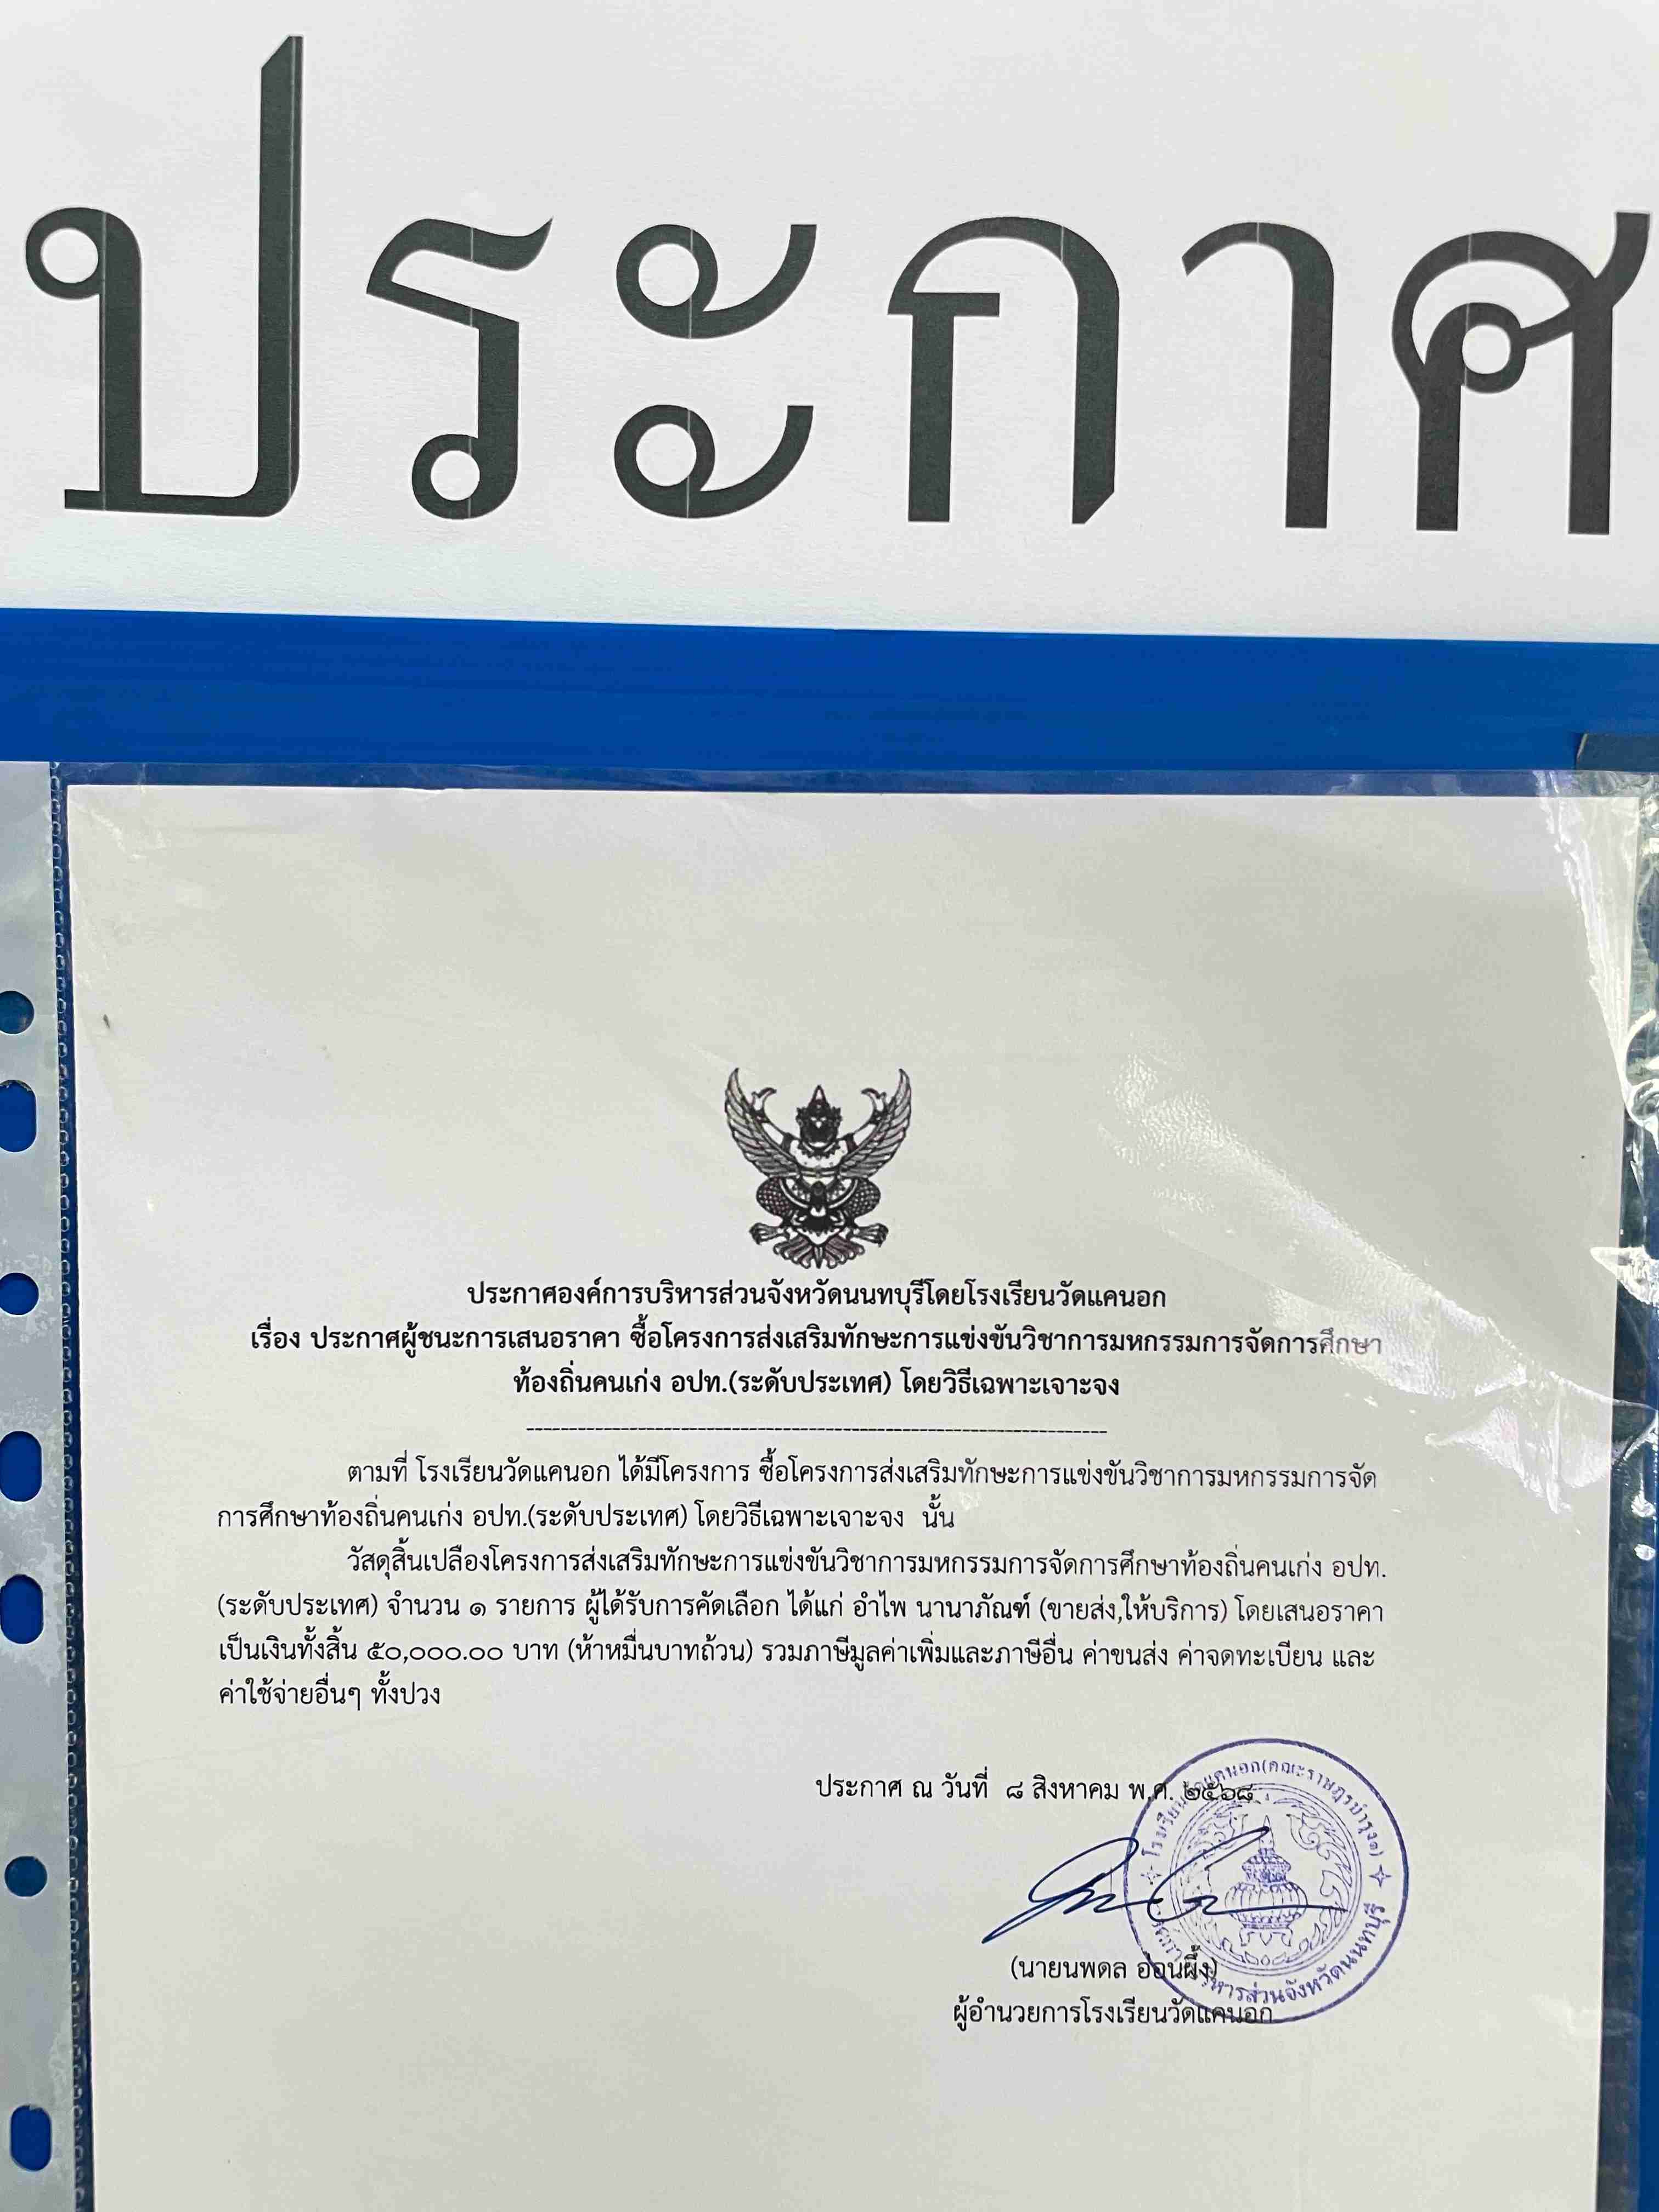 ประกาศ
ประกาศองค์การบริหารส่วนจังหวัดนนทบุรีโดยโรงเรียนวัดแคนอก
เรื่อง ประกาศผู้ชนะการเสนอราคา ซื้อโครงการส่งเสริมทักษะการแข่งขันวิชาการมหกรรมการจัดการศึกษา
ท้องถิ่นคนเก่ง อปท.(ระดับประเทศ) โดยวิธีเฉพาะเจาะจง
ตามที่ โรงเรียนวัดแคนอก ได้มีโครงการ ซื้อโครงการส่งเสริมทักษะการแข่งขันวิชาการมหกรรมการจัด
การศึกษาท้องถิ่นคนเก่ง อปท.(ระดับประเทศ) โดยวิธีเฉพาะเจาะจง นั้น
วัสดุสิ้นเปลืองโครงการส่งเสริมทักษะการแข่งขันวิชาการมหกรรมการจัดการศึกษาท้องถิ่นคนเก่ง อปท.
(ระดับประเทศ) จำนวน ๑ รายการ ผู้ได้รับการคัดเลือก ได้แก่ อำไพ นานาภัณฑ์ (ขายส่ง,ให้บริการ) โดยเสนอราคา
เป็นเงินทั้งสิ้น ๕๐,๐๐๐.๐๐ บาท (ห้าหมื่นบาทถ้วน) รวมภาษีมูลค่าเพิ่มและภาษีอื่น ค่าขนส่ง ค่าจดทะเบียน และ
ค่าใช้จ่ายอื่นๆ ทั้งปวง
ประกาศ ณ วันที่ ๘ สิงหาคม พ.ศ. ๒๕๖๘
(นายนพดล อ่อนผึ้ง)
ผู้อำนวยการโรงเรียนวัดแคนอก
(คณะราษฎรบำรุง๑)
หารส่วนจังหวัดนนทบุรี